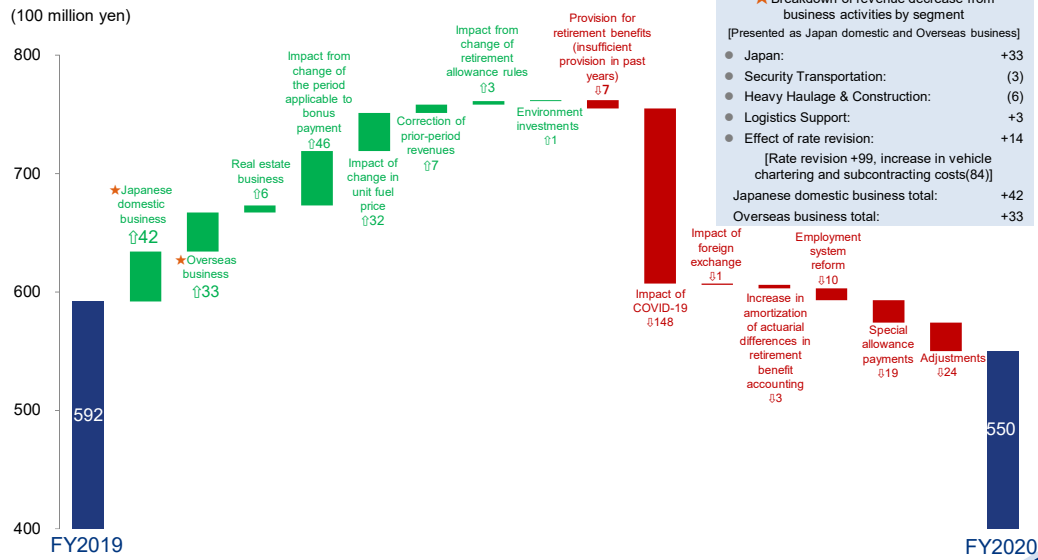 (100 million yen)
800
700
600
500
400
592
FY2019
★Japanese
domestic
business
⇧42
★Overseas
business
⇧33
Real estate
business
⇧6
Impact from
change of
the period
applicable to
bonus
payment
⇧46
Impact of
change in
unit fuel
price
⇧32
Correction of
prior-period
revenues
⇧7
Impact from
change of
retirement
allowance rules
⇧3
Environment
investments
⇧1
Provision for
retirement benefits
(insufficient
provision in past
years)
⇩7
Impact of
COVID-19
⇩148
Impact of
foreign
exchange
⇩1
Increase in
amortization
of actuarial
differences in
retirement
benefit
accounting
⇩3
Employment
system
reform
⇩10
Special
allowance
payments
⇩19
Adjustments
⇩24
550
FY2020
★Breakdown of revenue decrease from
business activities by segment
[Presented as Japan domestic and Overseas business]
● Japan: +33
● Security Transportation: (3)
● Heavy Haulage & Construction: (6)
● Logistics Support: +3
● Effect of rate revision: +14
[Rate revision +99, increase in vehicle
chartering and subcontracting costs(84)]
Japanese domestic business total: +42
Overseas business total: +33